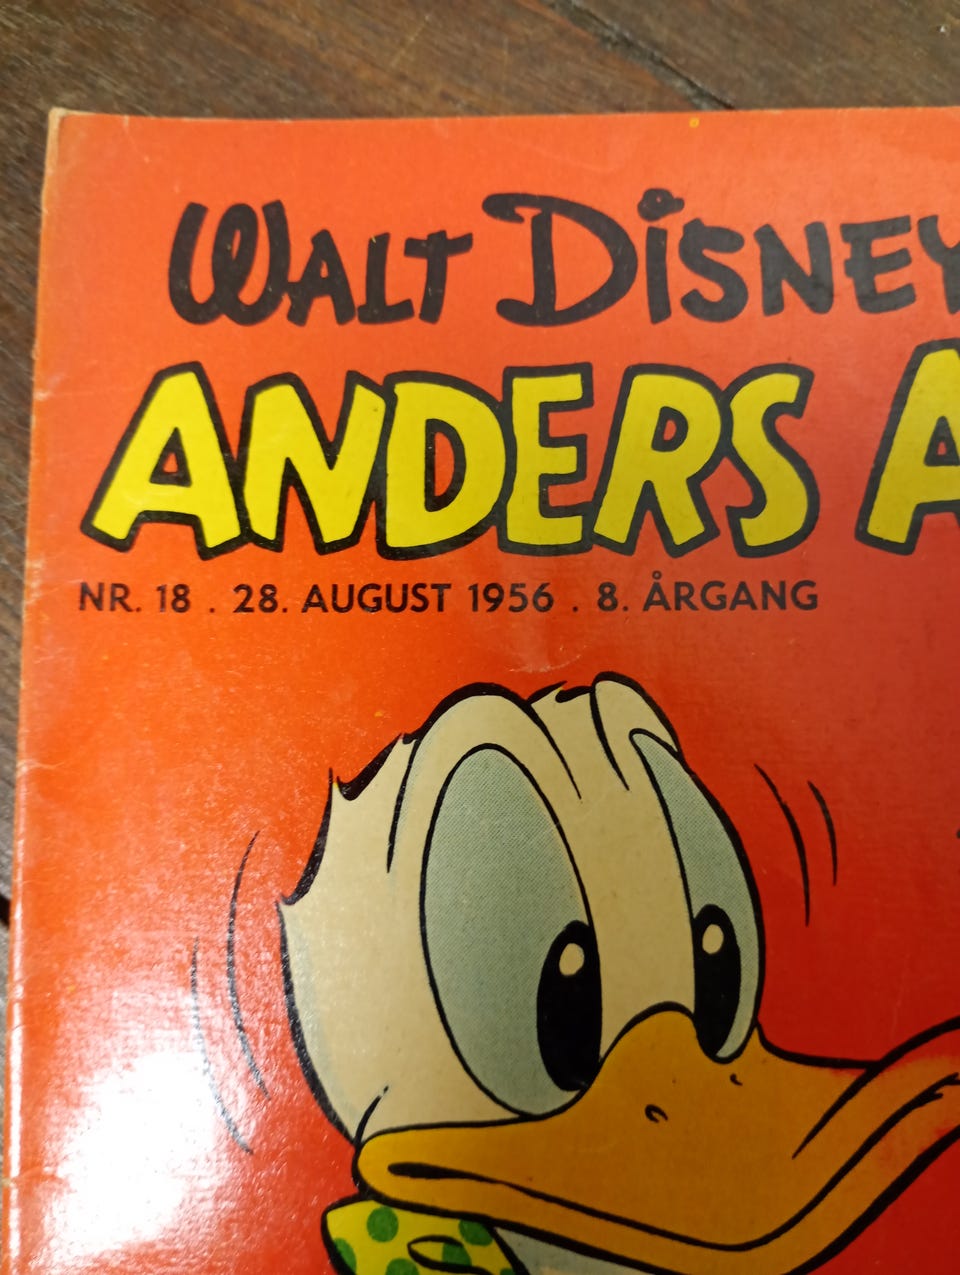 WALT DISNEY
ANDERS A
NR. 18 . 28. AUGUST 1956 . 8. ÅRGANG